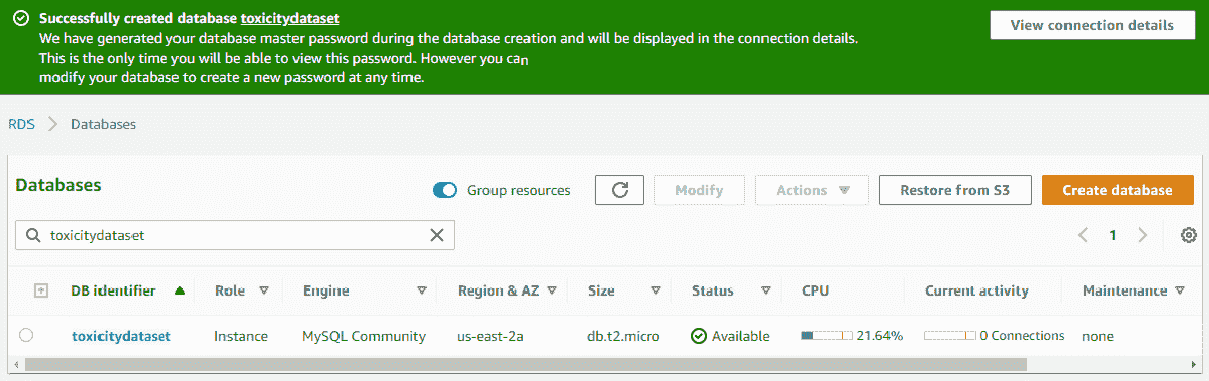 Successfully created database toxicitydataset
View connection details
We have generated your database master password during the database creation and will be displayed in the connection details.
This is the only time you will be able to view this password. However you can
modify your database to create a new password at any time.
RDS Databases
Databases
Group resources Modify Actions Restore from S3 Create database
toxicitydataset 1
DB identifier Role Engine Region & AZ Size Status CPU Current activity Maintenance
toxicitydataset Instance MySQL Community us-east-2a db.t2.micro Available 21.64% 0 Connections none